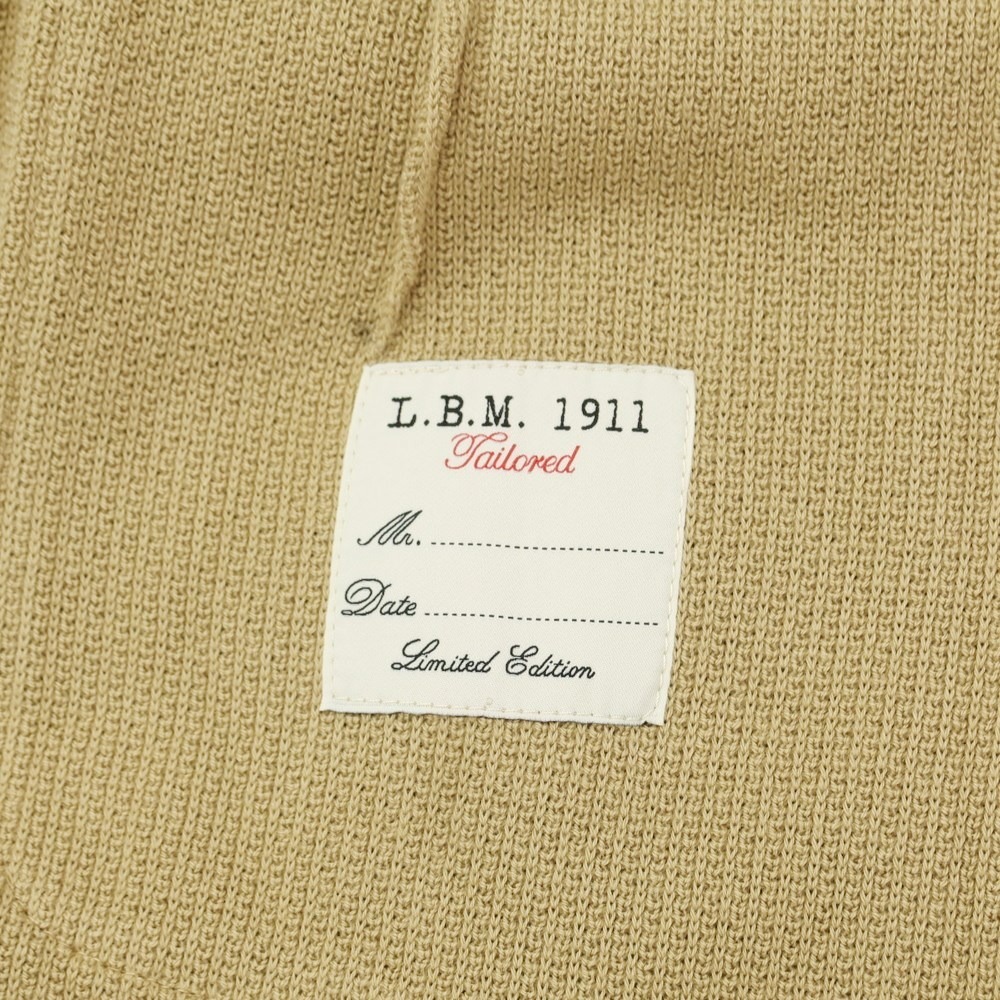 L.B.M. 1911
Tailored
Mr. ........................................
Date ........................................
Limited Edition